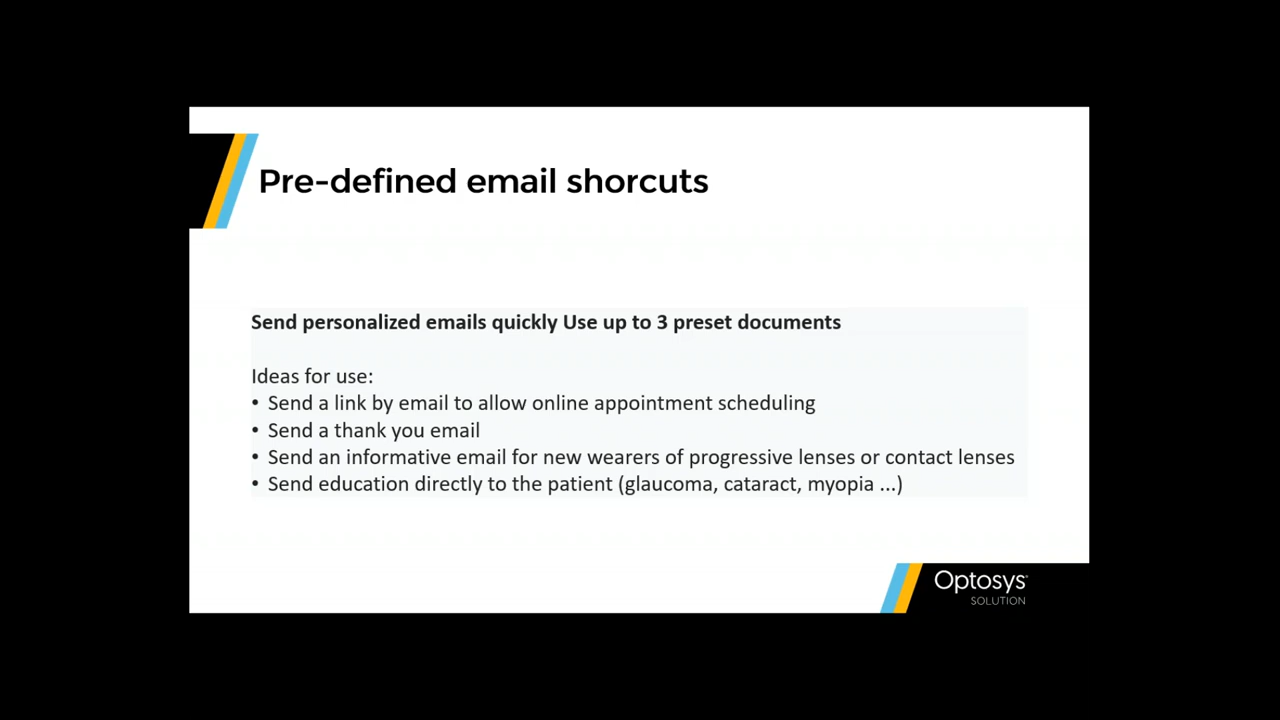 Pre-defined email shorcuts
Send personalized emails quickly Use up to 3 preset documents
Ideas for use:
• Send a link by email to allow online appointment scheduling
• Send a thank you email
• Send an informative email for new wearers of progressive lenses or contact lenses
• Send education directly to the patient (glaucoma, cataract, myopia ...)
Optosys
SOLUTION